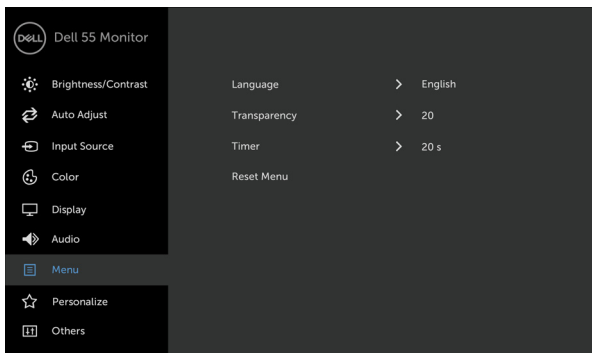 DELL Dell 55 Monitor
Brightness/Contrast
Auto Adjust
Input Source
Color
Display
Audio
Menu
Personalize
Others
Language > English
Transparency > 20
Timer > 20 s
Reset Menu